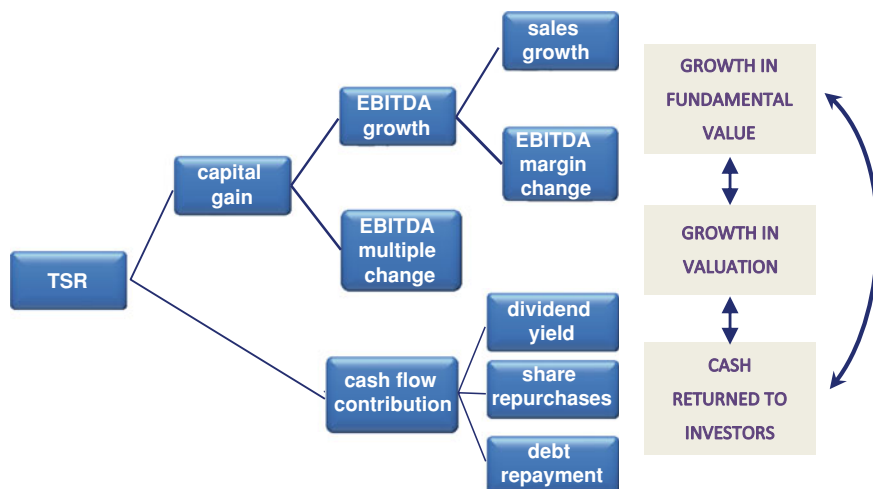 sales
growth
EBITDA
growth
EBITDA
margin
change
capital
gain
EBITDA
multiple
change
TSR
dividend
yield
cash flow
contribution
share
repurchases
debt
repayment
GROWTH IN
FUNDAMENTAL
VALUE
GROWTH IN
VALUATION
CASH
RETURNED TO
INVESTORS